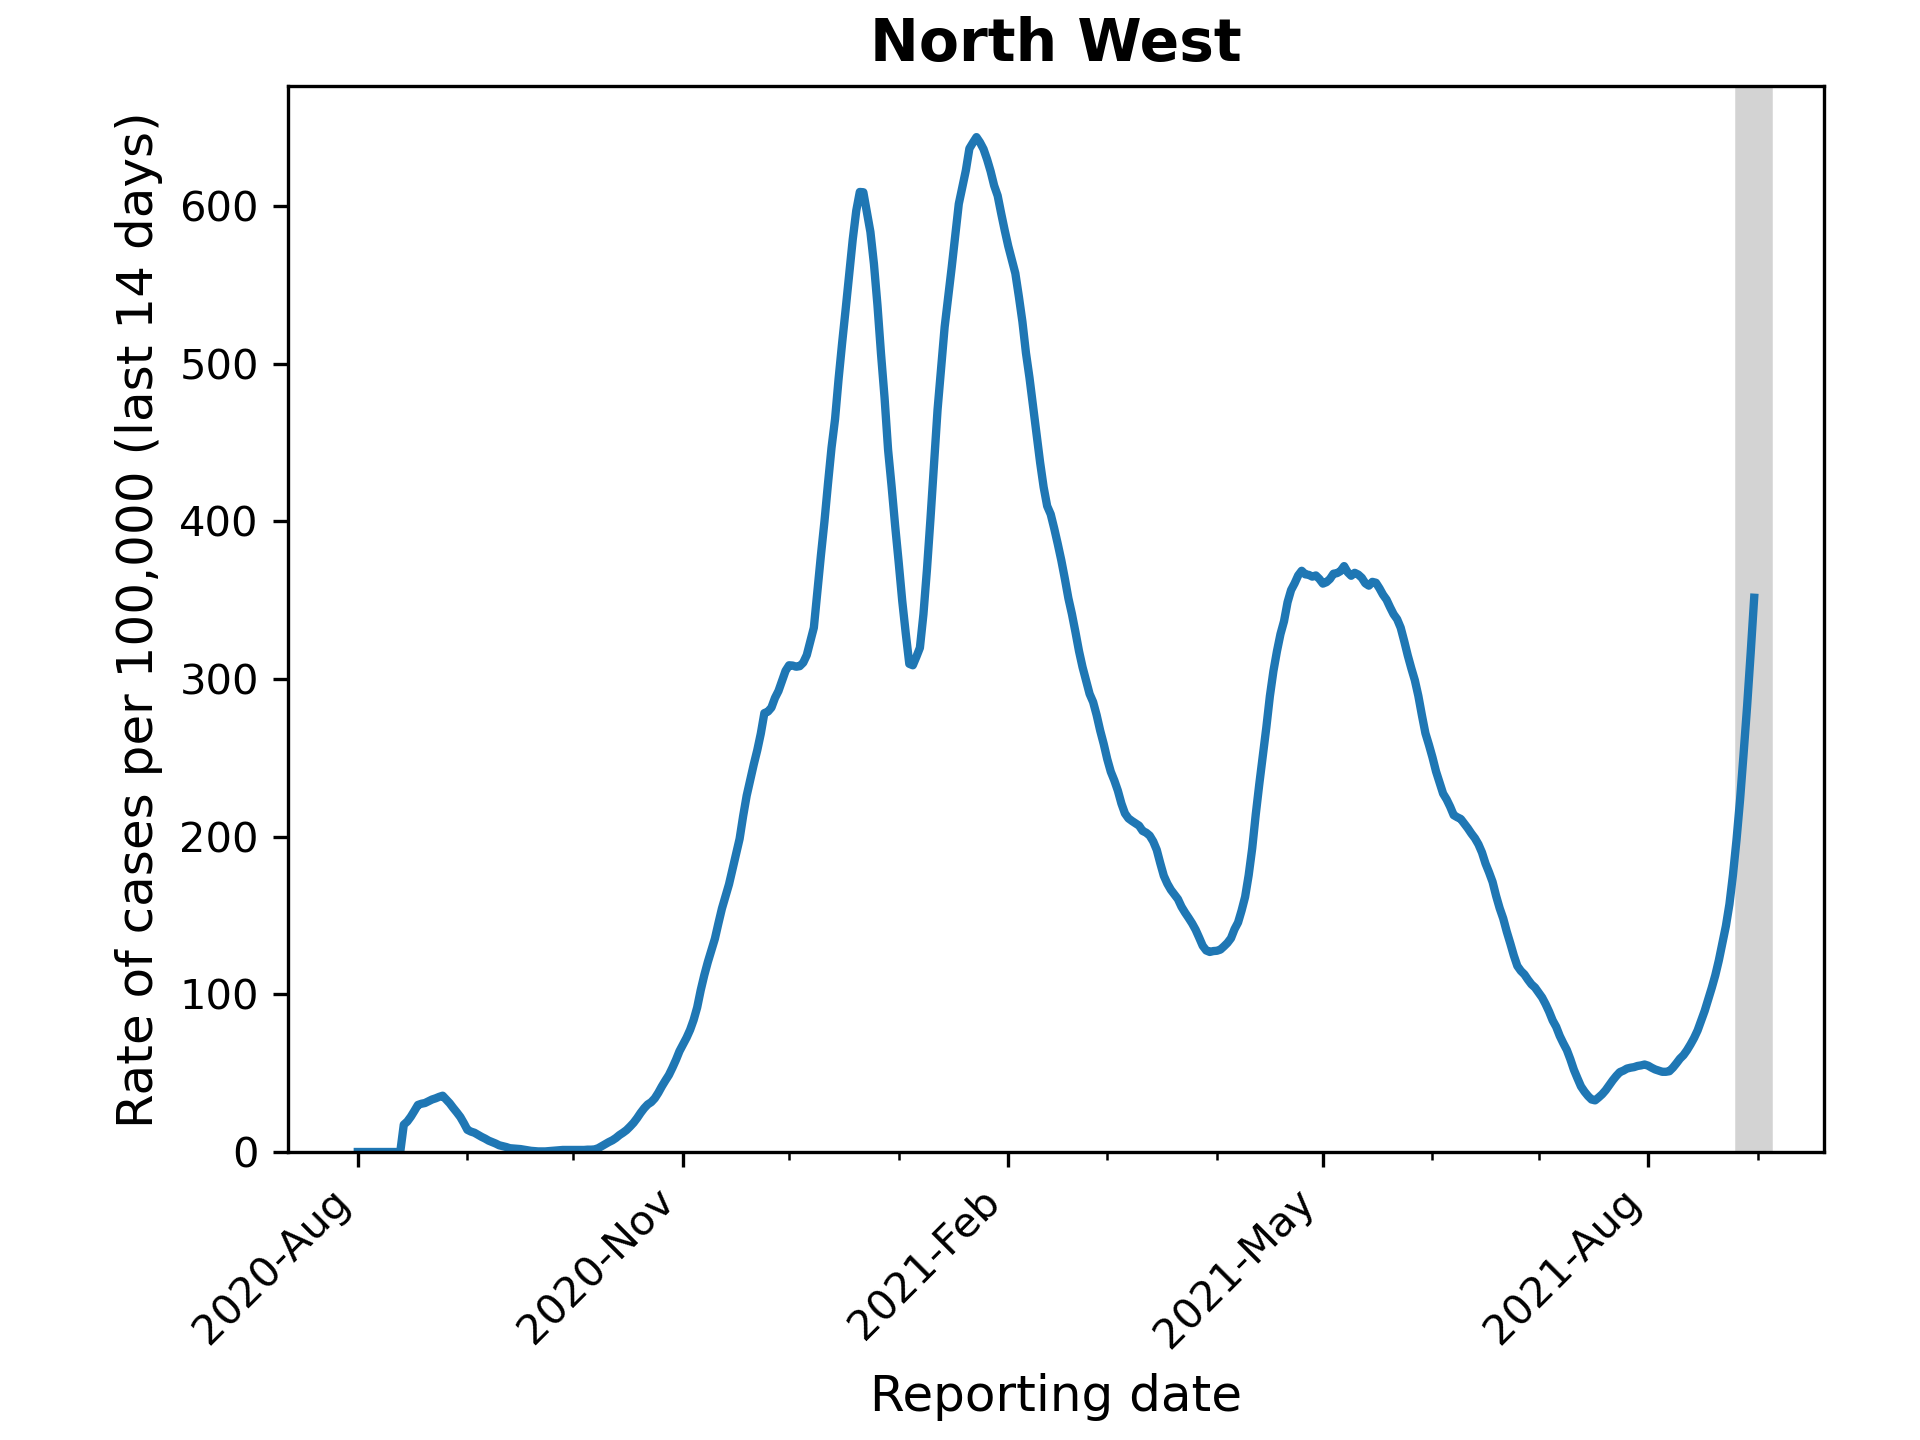 North West
Rate of cases per 100,000 (last 14 days)
600
500
400
300
200
100
0
2020-Aug
2020-Nov
2021-Feb
2021-May
2021-Aug
Reporting date